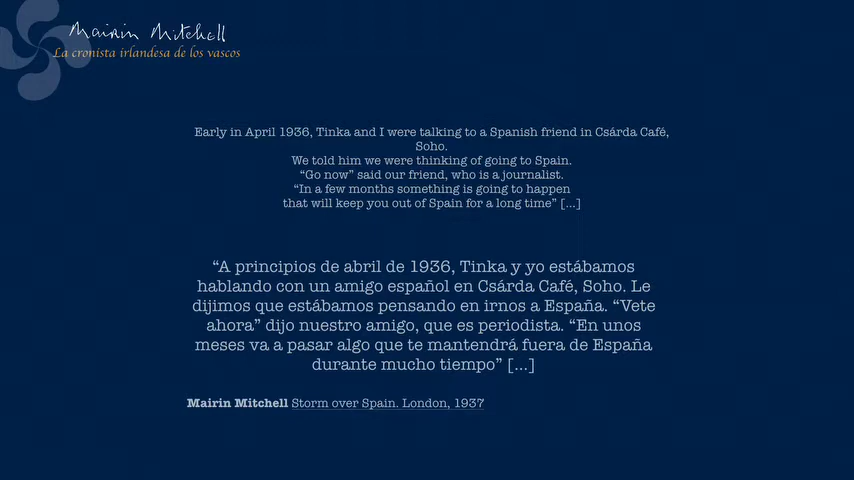 Mairin Mitchell
La cronista irlandesa de los vascos
Early in April 1936, Tinka and I were talking to a Spanish friend in Csárda Café,
Soho.
We told him we were thinking of going to Spain.
“Go now” said our friend, who is a journalist.
“In a few months something is going to happen
that will keep you out of Spain for a long time” [...]
“A principios de abril de 1936, Tinka y yo estábamos
hablando con un amigo español en Csárda Café, Soho. Le
dijimos que estábamos pensando en irnos a España. “Vete
ahora” dijo nuestro amigo, que es periodista. “En unos
meses va a pasar algo que te mantendrá fuera de España
durante mucho tiempo” [...]
Mairin Mitchell Storm over Spain. London, 1937